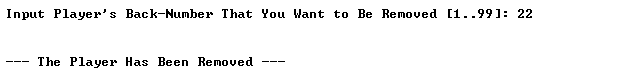 Input Player's Back-Number That You Want to Be Removed [1..99]: 22
--- The Player Has Been Removed ---